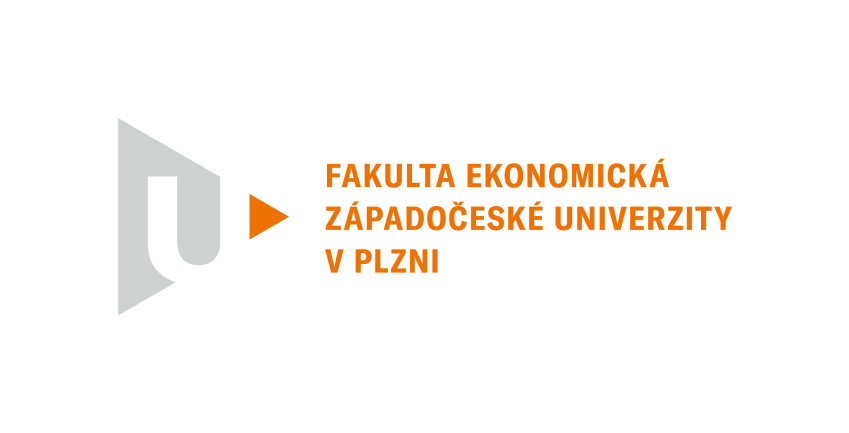 FAKULTA EKONOMICKÁ
ZÁPADOČESKÉ UNIVERZITY
V PLZNI